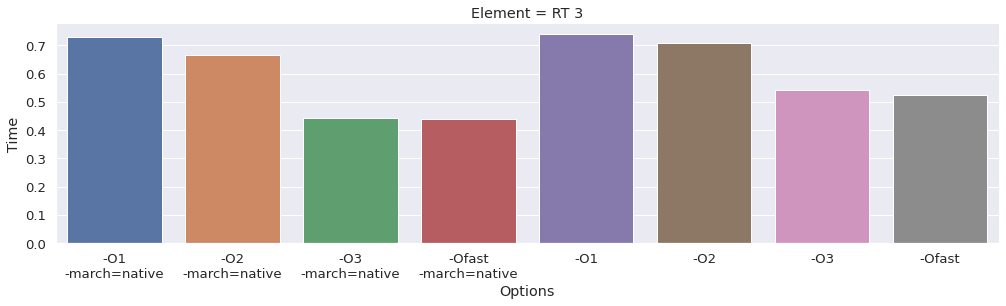 Element = RT 3
Time
0.7
0.6
0.5
0.4
0.3
0.2
0.1
0.0
-O1
-march=native
-O2
-march=native
-O3
-march=native
-Ofast
-march=native
-O1
-O2
-O3
-Ofast
Options